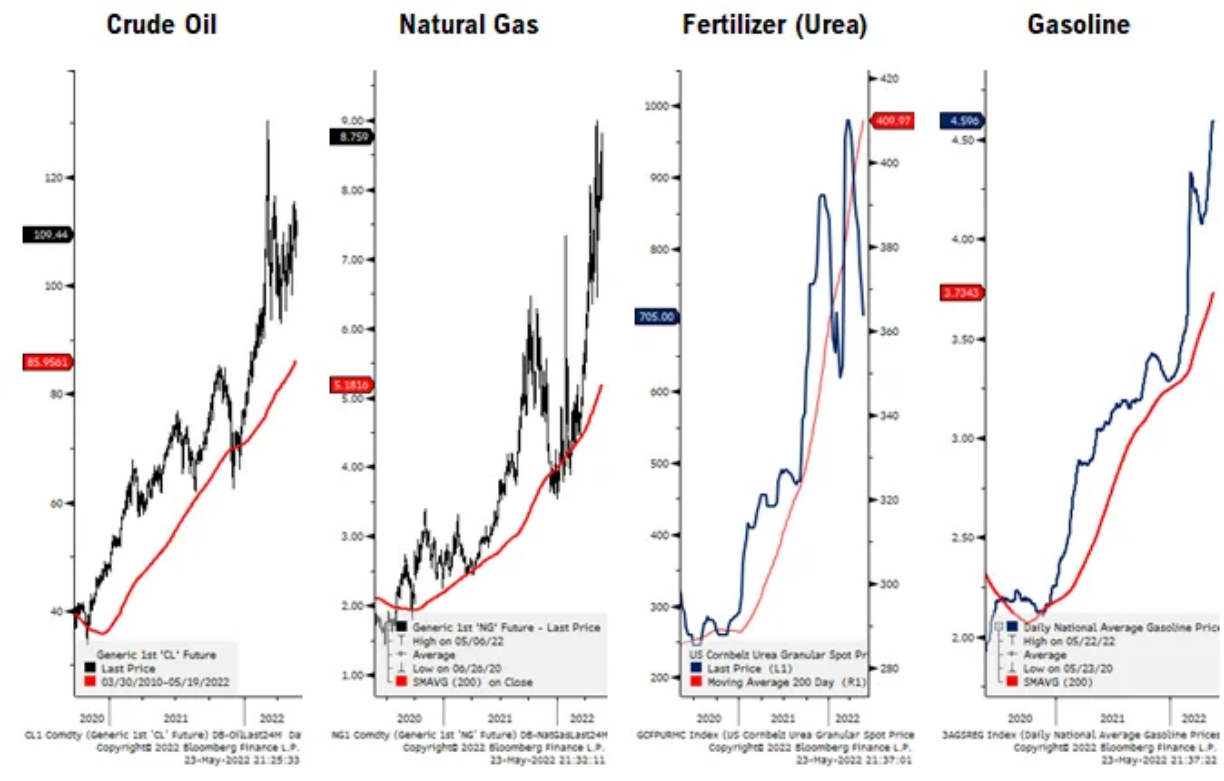 Crude Oil
120
109.44
100
85.9561
80
60
40
Generic 1st 'CL' Future
Last Price
03/30/2010-05/19/2022
2020 2021 2022
CL1 Comdty (Generic 1st 'CL' Future) DB-OilLast24M Da
Copyright© 2022 Bloomberg Finance L.P.
23-May-2022 21:25:33
Natural Gas
9.00
8.759
8.00
7.00
6.00
5.1816
5.00
4.00
3.00
2.00
1.00
Generic 1st 'NG' Future - Last Price
High on 05/06/22
Average
Low on 06/26/20
SMAVG (200) on Close
2020 2021 2022
NG1 Comdty (Generic 1st 'NG' Future) DB-NatGasLast24M
Copyright© 2022 Bloomberg Finance L.P.
23-May-2022 21:32:11
Fertilizer (Urea)
1000
900
800
705.00
600
500
400
300
200
420
409.97
400
380
360
340
320
300
280
US Cornbelt Urea Granular Spot Pr
Last Price (L1)
Moving Average 200 Day (R1)
2020 2021 2022
GCFPURMC Index (US Cornbelt Urea Granular Spot Price
Copyright© 2022 Bloomberg Finance L.P.
23-May-2022 21:37:01
Gasoline
4.596
4.50
4.00
3.7343
3.50
3.00
2.50
2.00
Daily National Average Gasoline Price
High on 05/22/22
Average
Low on 05/23/20
SMAVG (200)
2020 2021 2022
3AGSREG Index (Daily National Average Gasoline Prices
Copyright© 2022 Bloomberg Finance L.P.
23-May-2022 21:37:22